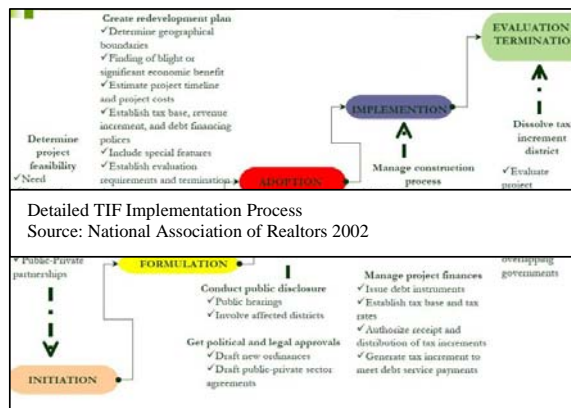 Create redevelopment plan
✓Determine geographical
boundaries
✓Finding of blight or
significant economic benefit
✓Estimate project timeline
and project costs
✓Establish tax base, revenue
increment, and debt financing
polices
✓Include special features
✓Establish evaluation
requirements and termination
EVALUATION
TERMINATIO
IMPLEMENTION
Dissolve tax
increment
district
✓Evaluate
project
Determine
project
feasibility
✓Need
Manage construction
process
ADOPTION
Detailed TIF Implementation Process
Source: National Association of Realtors 2002
✓Public-Private
partnerships
FORMULATION
Conduct public disclosure
✓Public hearings
✓Involve affected districts
Get political and legal approvals
✓Draft new ordinances
✓Draft public-private sector
agreements
Manage project finances
✓Issue debt instruments
✓Establish tax base and tax
rates
✓Authorize receipt and
distribution of tax increments
✓Generate tax increment to
meet debt service payments
overlapping
governments
INITIATION